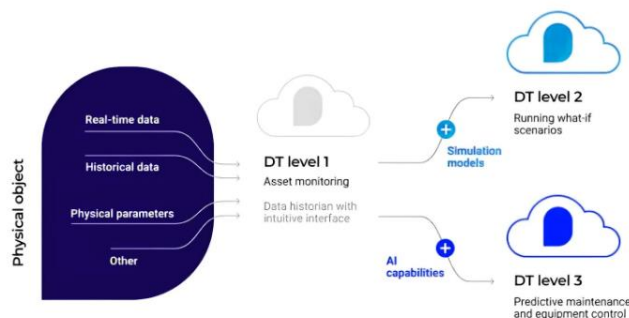 Physical object
Real-time data
Historical data
Physical parameters
Other
DT level 1
Asset monitoring
Data historian with
intuitive interface
Simulation
models
AI
capabilities
DT level 2
Running what-if
scenarios
DT level 3
Predictive maintenance
and equipment control